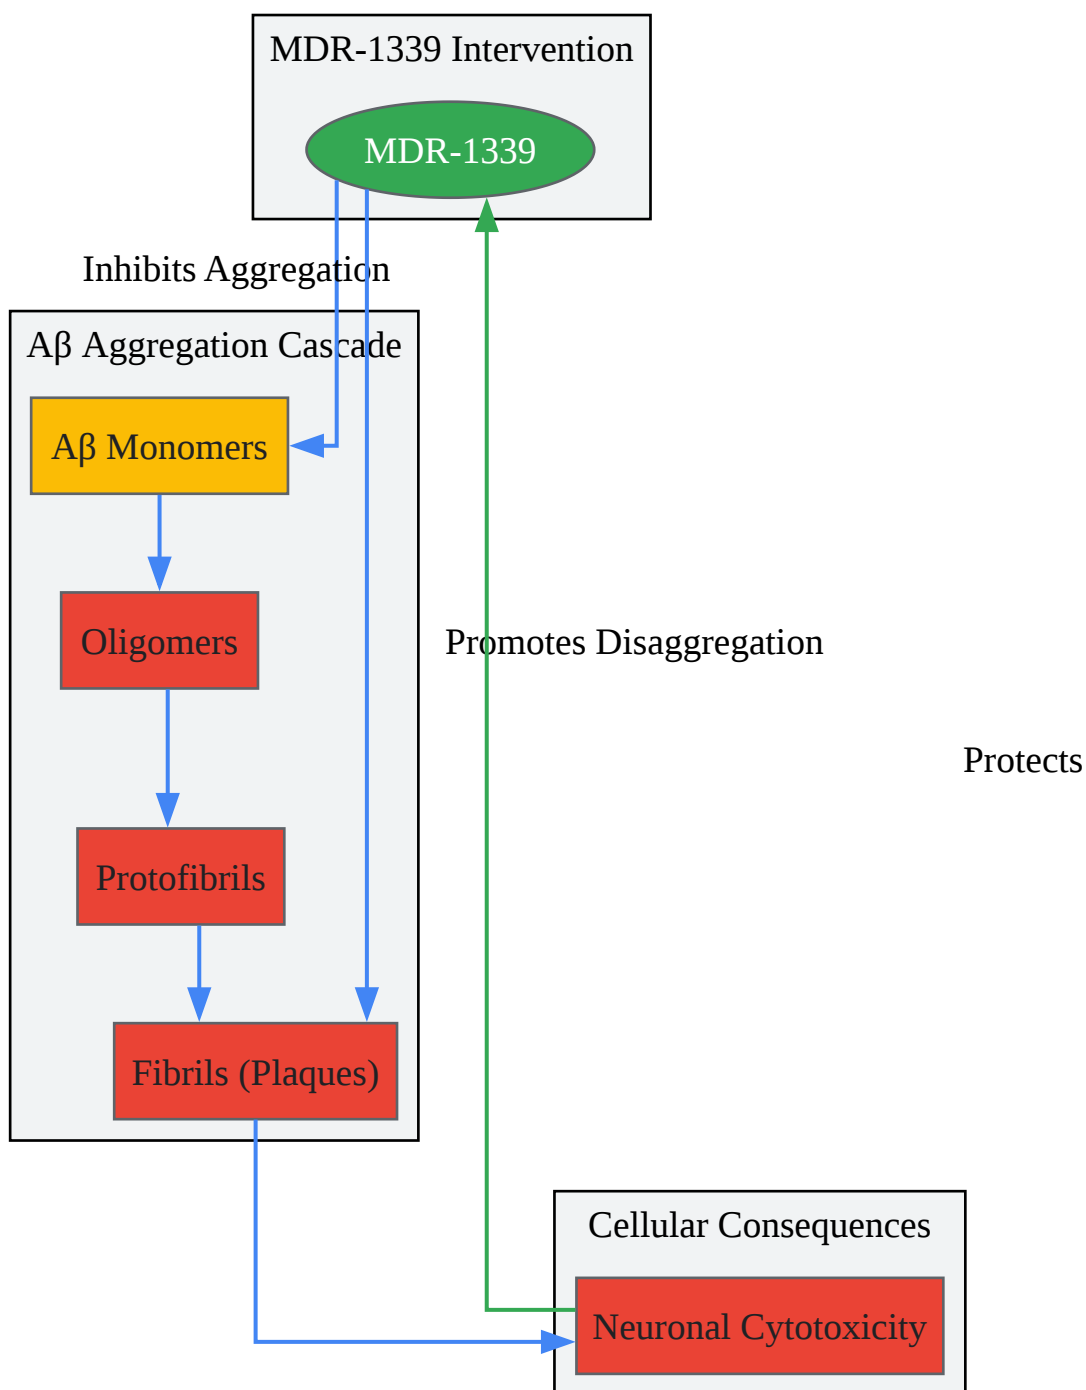 MDR-1339 Intervention
MDR-1339
Inhibits Aggregation
Aβ Aggregation Cascade
Aβ Monomers
Oligomers
Promotes Disaggregation
Protects
Protofibrils
Fibrils (Plaques)
Cellular Consequences
Neuronal Cytotoxicity